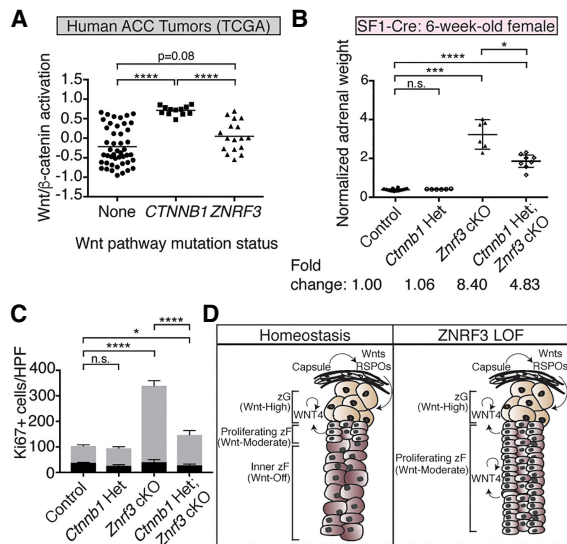 A
Human ACC Tumors (TCGA)
p=0.08
****
****
1.5
1.0
0.5
0.0
-0.5
-1.0
-1.5
Wnt/β-catenin activation
None CTNNB1 ZNRF3
Wnt pathway mutation status
B
SF1-Cre: 6-week-old female
*
****
***
n.s.
6
4
2
0
Normalized adrenal weight
Control
Ctnnb1 Het
Znrf3 cKO
Ctnnb1 Het;
Znrf3 cKO
Fold
change: 1.00 1.06 8.40 4.83
C
****
*
****
n.s.
400
300
200
100
0
Ki67+ cells/HPF
Control
Ctnnb1 Het
Znrf3 cKO
Ctnnb1 Het;
Znrf3 cKO
D
Homeostasis
Wnts
Capsule RSPOs
zG
(Wnt-High)
WNT4
Proliferating zF
(Wnt-Moderate)
Inner zF
(Wnt-Off)
ZNRF3 LOF
Wnts
Capsule RSPOs
zG
(Wnt-High)
WNT4
Proliferating zF
(Wnt-Moderate)
WNT4